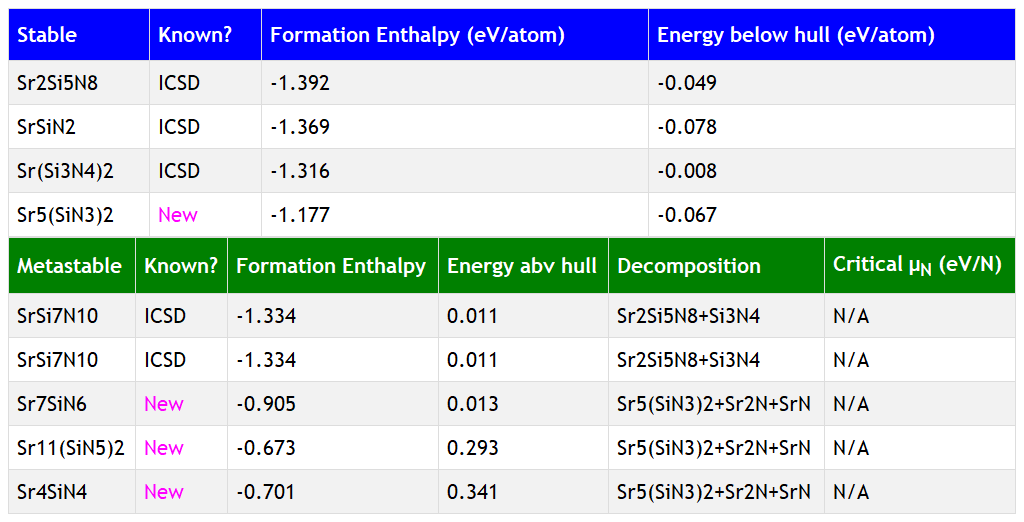 Stable Known? Formation Enthalpy (eV/atom) Energy below hull (eV/atom)
Sr2Si5N8 ICSD -1.392 -0.049
SrSiN2 ICSD -1.369 -0.078
Sr(Si3N4)2 ICSD -1.316 -0.008
Sr5(SiN3)2 New -1.177 -0.067
Metastable Known? Formation Enthalpy Energy abv hull Decomposition Critical μN (eV/N)
SrSi7N10 ICSD -1.334 0.011 Sr2Si5N8+Si3N4 N/A
SrSi7N10 ICSD -1.334 0.011 Sr2Si5N8+Si3N4 N/A
Sr7SiN6 New -0.905 0.013 Sr5(SiN3)2+Sr2N+SrN N/A
Sr11(SiN5)2 New -0.673 0.293 Sr5(SiN3)2+Sr2N+SrN N/A
Sr4SiN4 New -0.701 0.341 Sr5(SiN3)2+Sr2N+SrN N/A